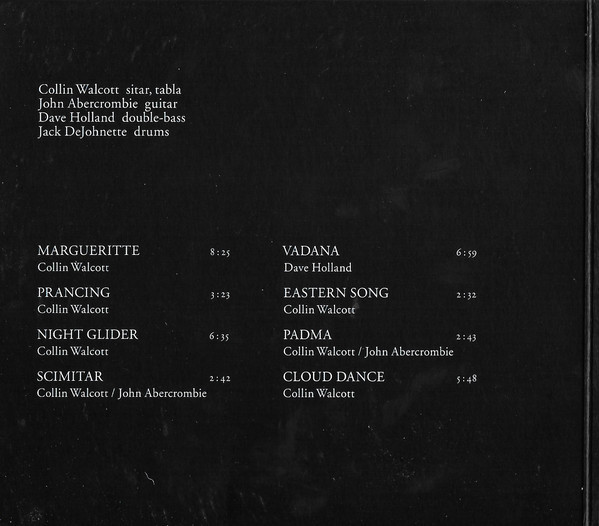 Collin Walcott sitar, tabla
John Abercrombie guitar
Dave Holland double-bass
Jack DeJohnette drums
MARGUERITTE 8:25
Collin Walcott
PRANCING 3:23
Collin Walcott
NIGHT GLIDER 6:35
Collin Walcott
SCIMITAR 2:42
Collin Walcott / John Abercrombie
VADANA 6:59
Dave Holland
EASTERN SONG 2:32
Collin Walcott
PADMA 2:43
Collin Walcott / John Abercrombie
CLOUD DANCE 5:48
Collin Walcott